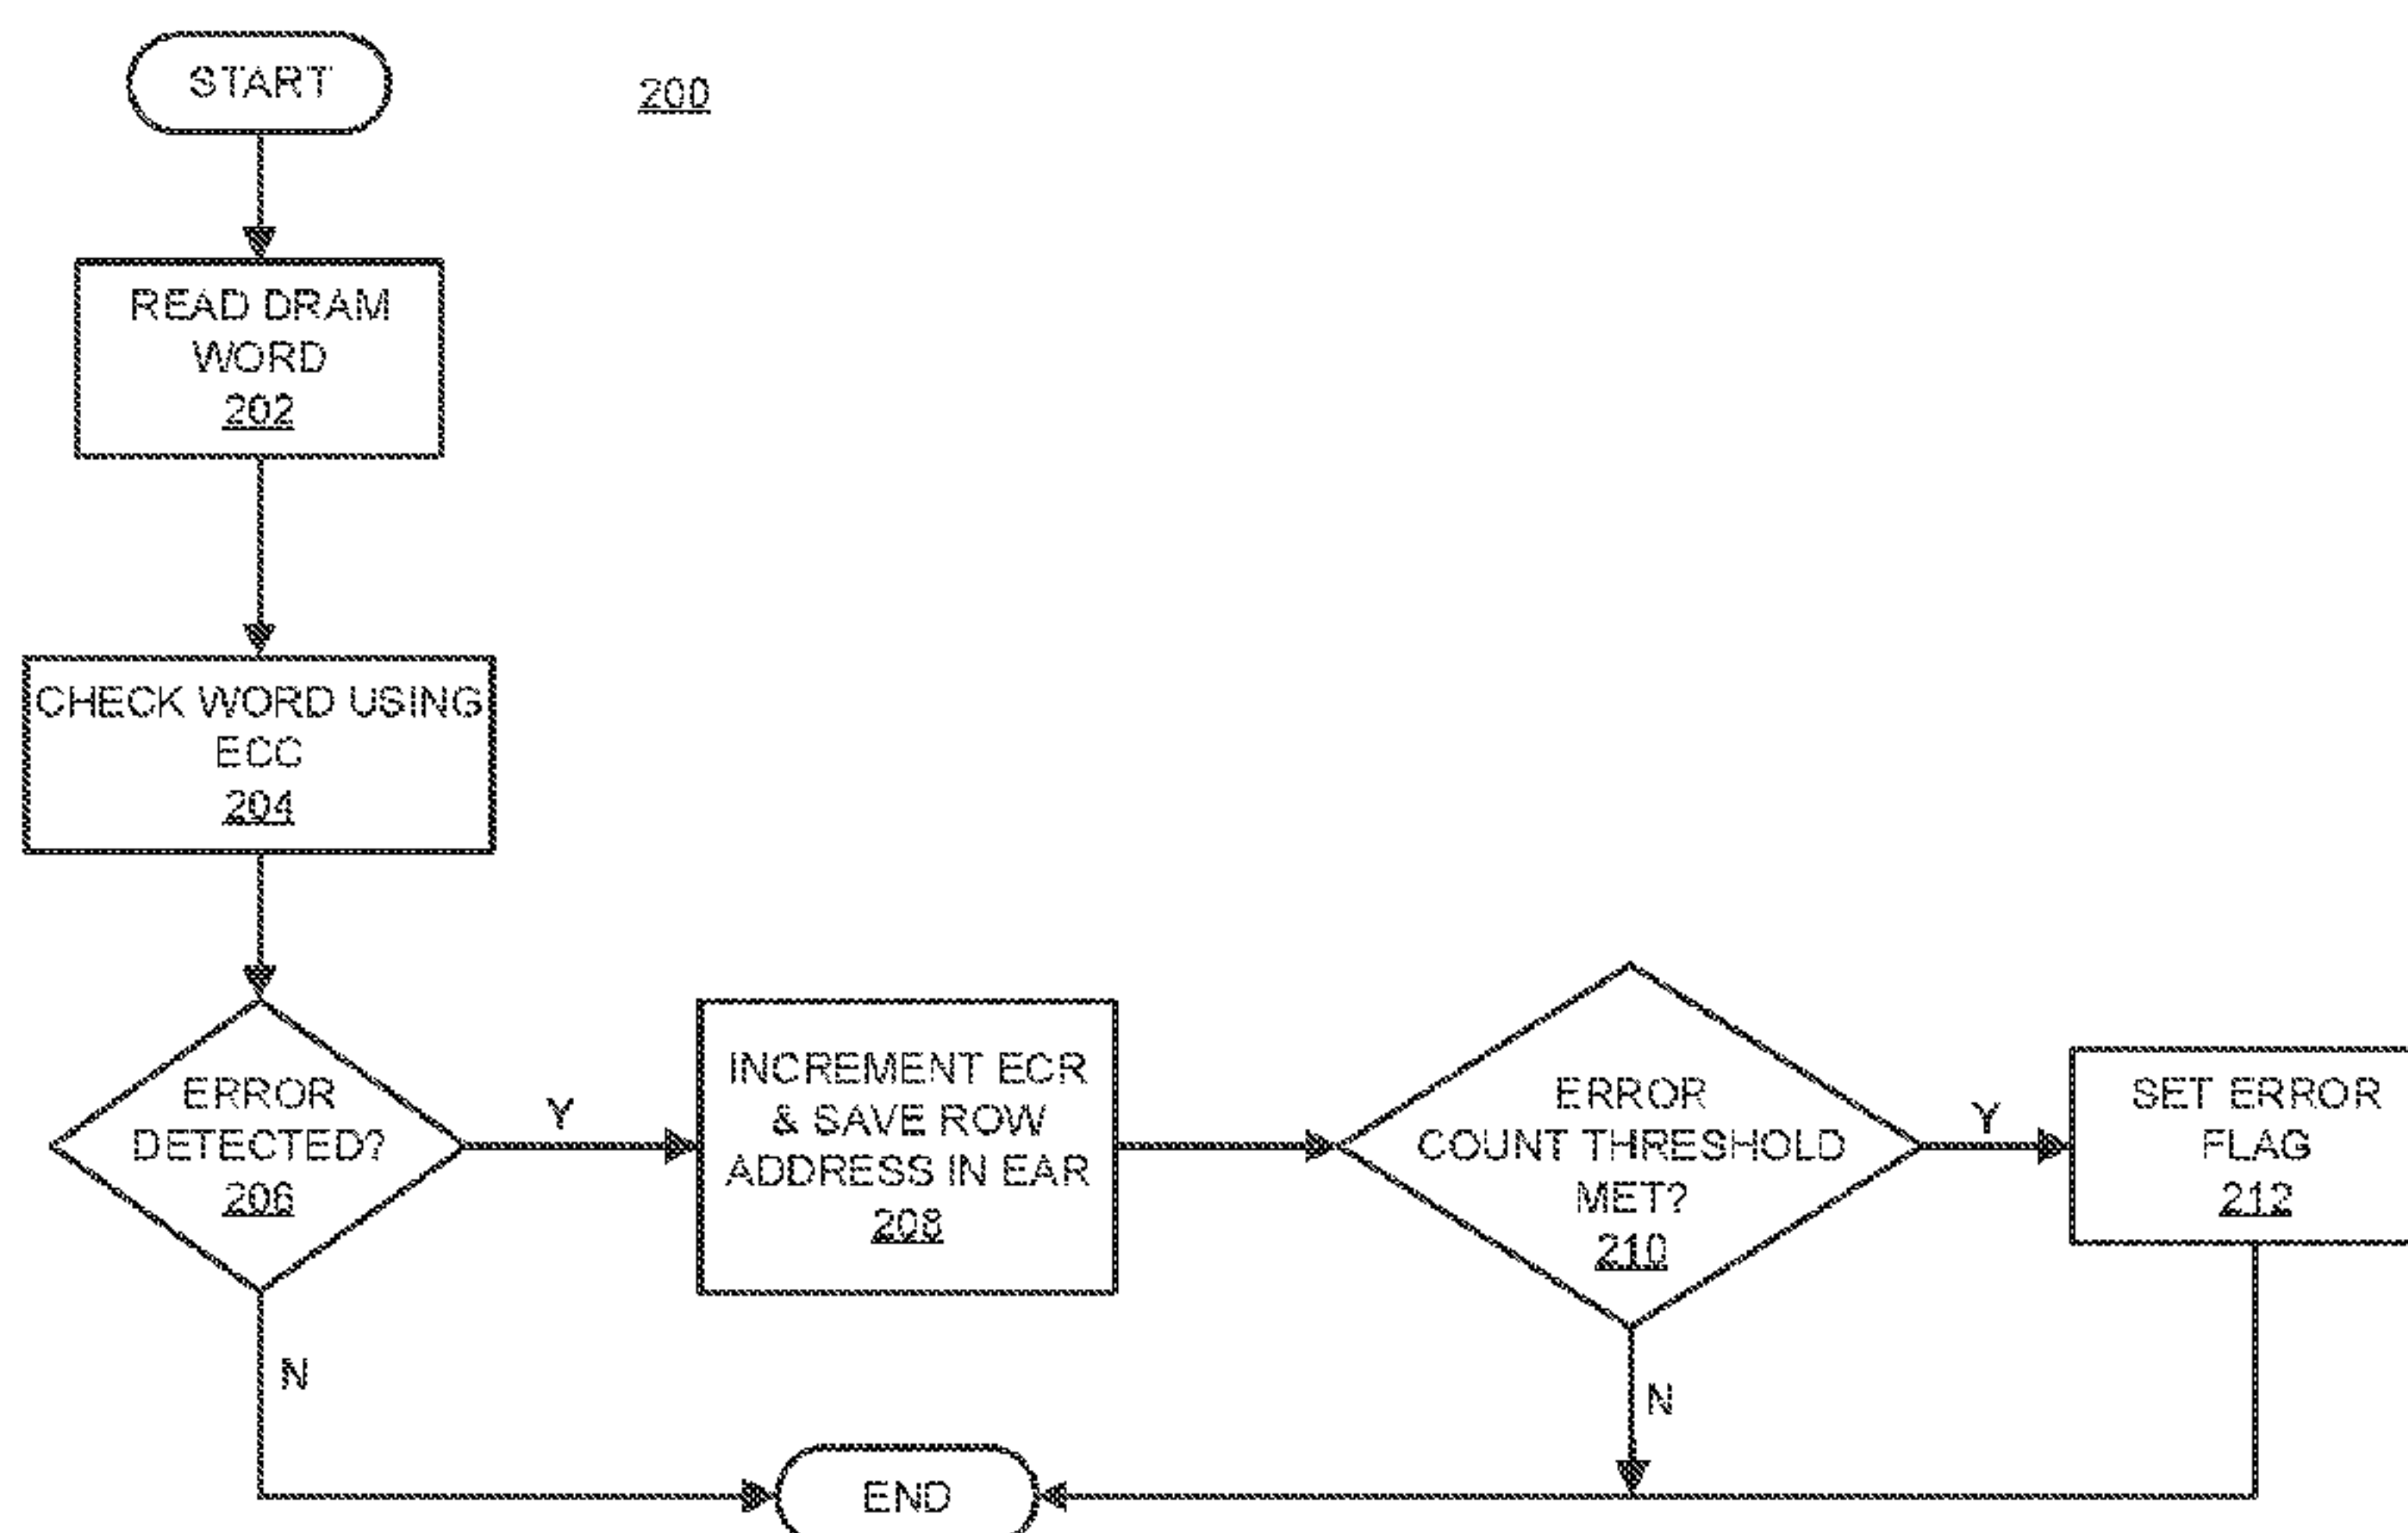 START
200
READ DRAM
WORD
202
CHECK WORD USING
ECC
204
ERROR
DETECTED?
206
Y
N
INCREMENT ECR
& SAVE ROW
ADDRESS IN EAR
208
ERROR
COUNT THRESHOLD
MET?
210
Y
N
SET ERROR
FLAG
212
END